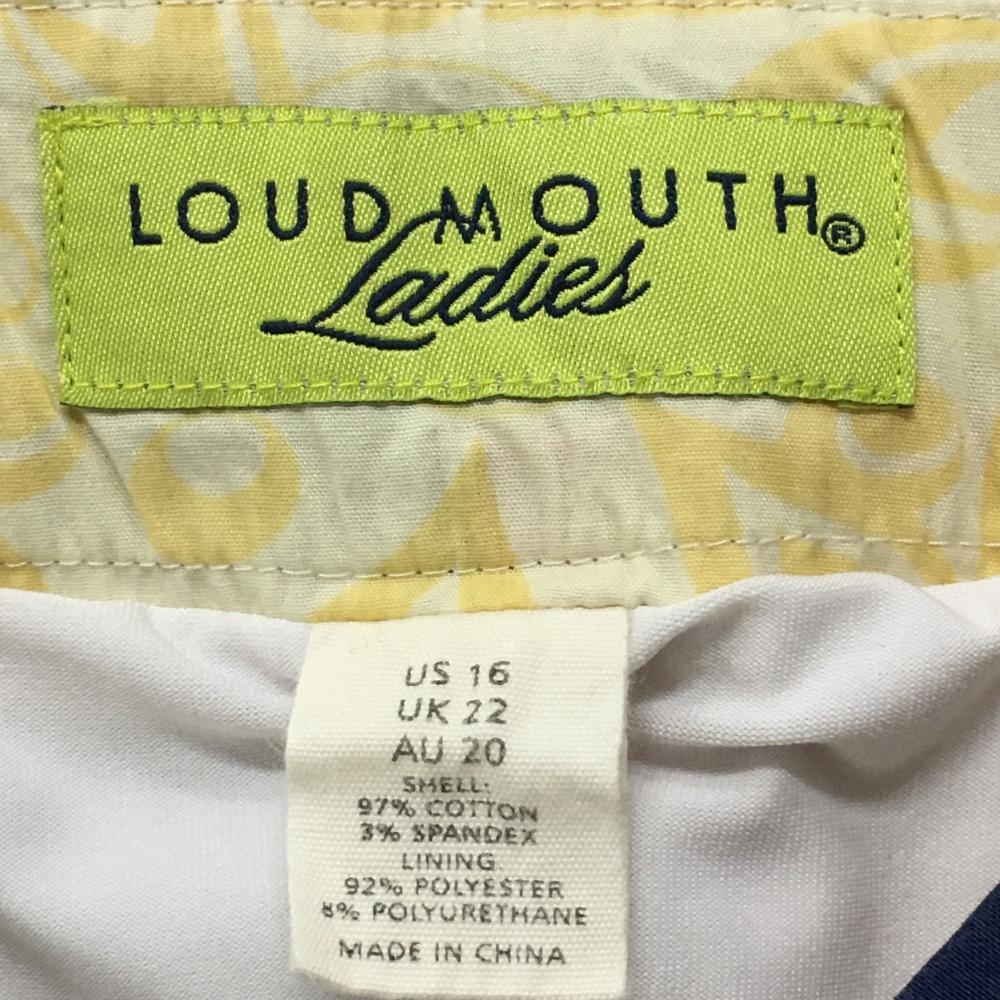 LOUDMOUTH®
Ladies
US 16
UK 22
AU 20
SHELL:
97% COTTON
3% SPANDEX
LINING
92% POLYESTER
8% POLYURETHANE
MADE IN CHINA